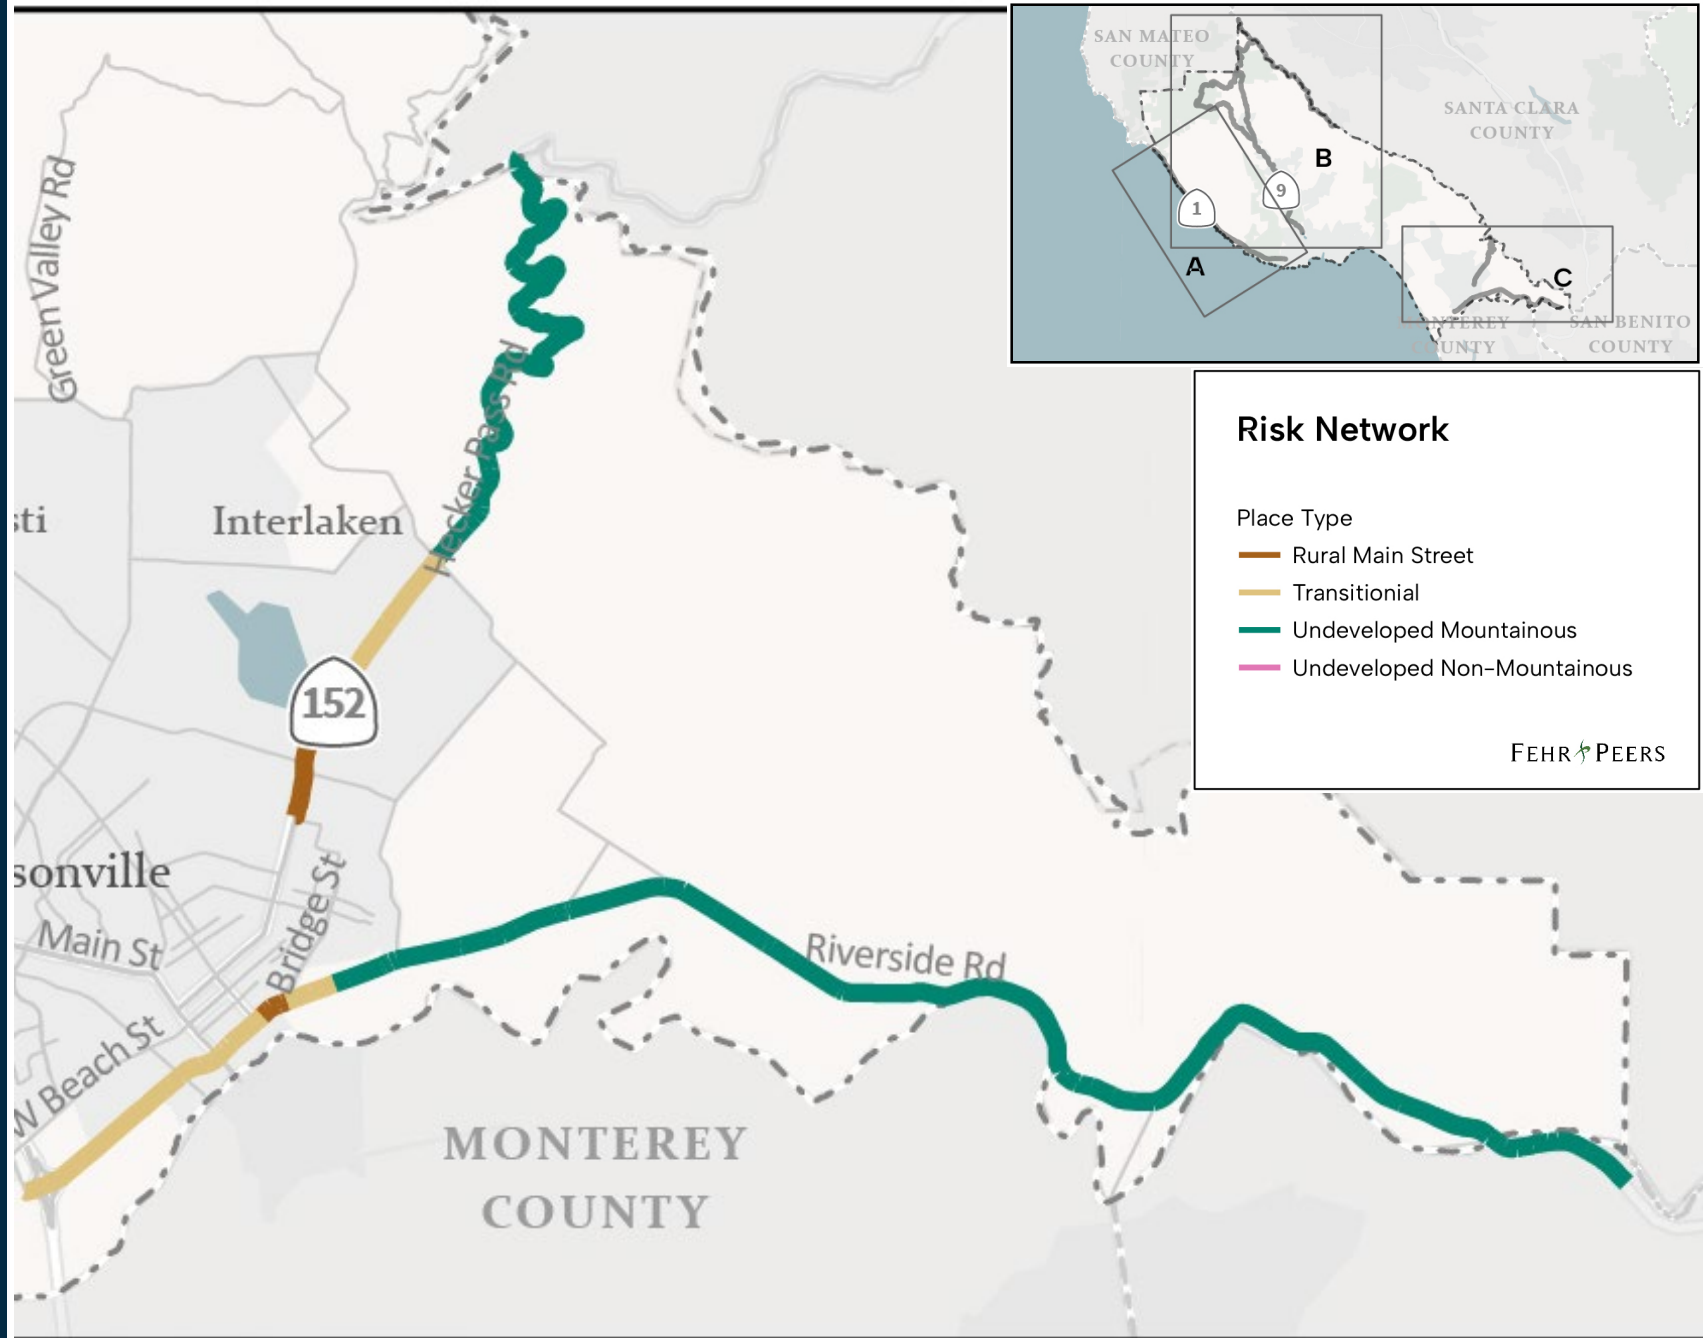 SAN MATEO
COUNTY
SANTA CLARA
COUNTY
B
9
1
A
C
COUNTY
SAN BENITO
COUNTY
Risk Network
Place Type
Rural Main Street
Transitionial
Undeveloped Mountainous
Undeveloped Non-Mountainous
FEHR PEERS
Green Valley Rd
Hecker Pass Rd
sti
Interlaken
152
sonville
Main St
Bridge St
W Beach St
Riverside Rd
MONTEREY
COUNTY